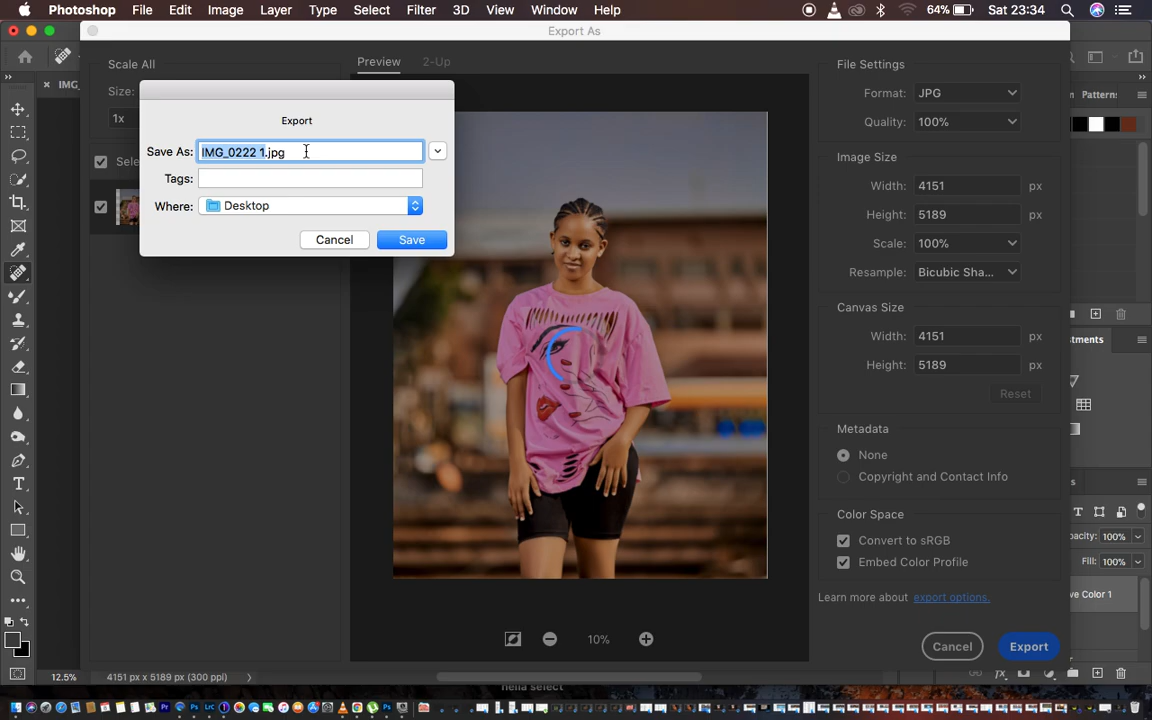 Photoshop File Edit Image Layer Type Select Filter 3D View Window Help 64% Sat 23:34
Export As
Scale All
Size:
1x
Preview 2-Up
IMG_
Export
Save As: IMG_0222 1.jpg
Tags:
Where: Desktop
Cancel Save
File Settings
Format: JPG
Quality: 100%
Image Size
Width: 4151 px
Height: 5189 px
Scale: 100%
Resample: Bicubic Sha...
Canvas Size
Width: 4151 px
Height: 5189 px
Reset
Metadata
None
Copyright and Contact Info
Color Space
Convert to sRGB
Embed Color Profile
Learn more about export options.
Cancel Export
10%
Patterns
Fill: 100%
100%
ve Color 1
12.5% 4151 px x 5189 px (300 ppi)